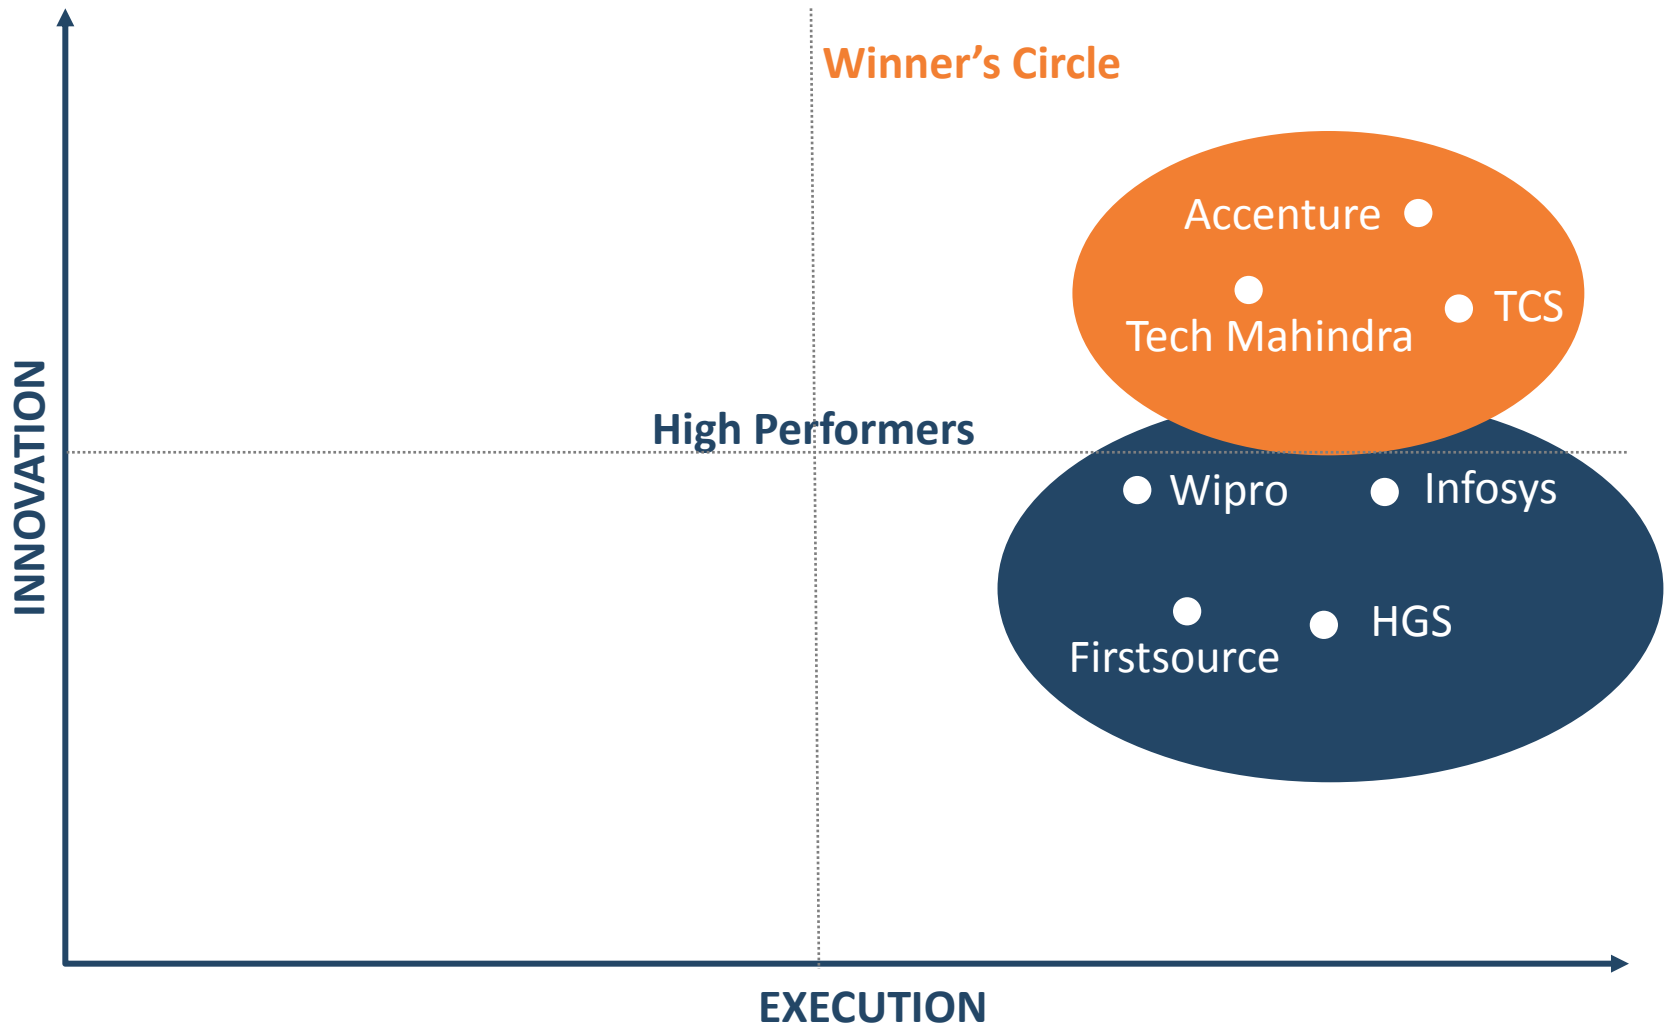 Winner’s Circle
Accenture
TCS
Tech Mahindra
High Performers
INNOVATION
Wipro
Infosys
HGS
Firstsource
EXECUTION